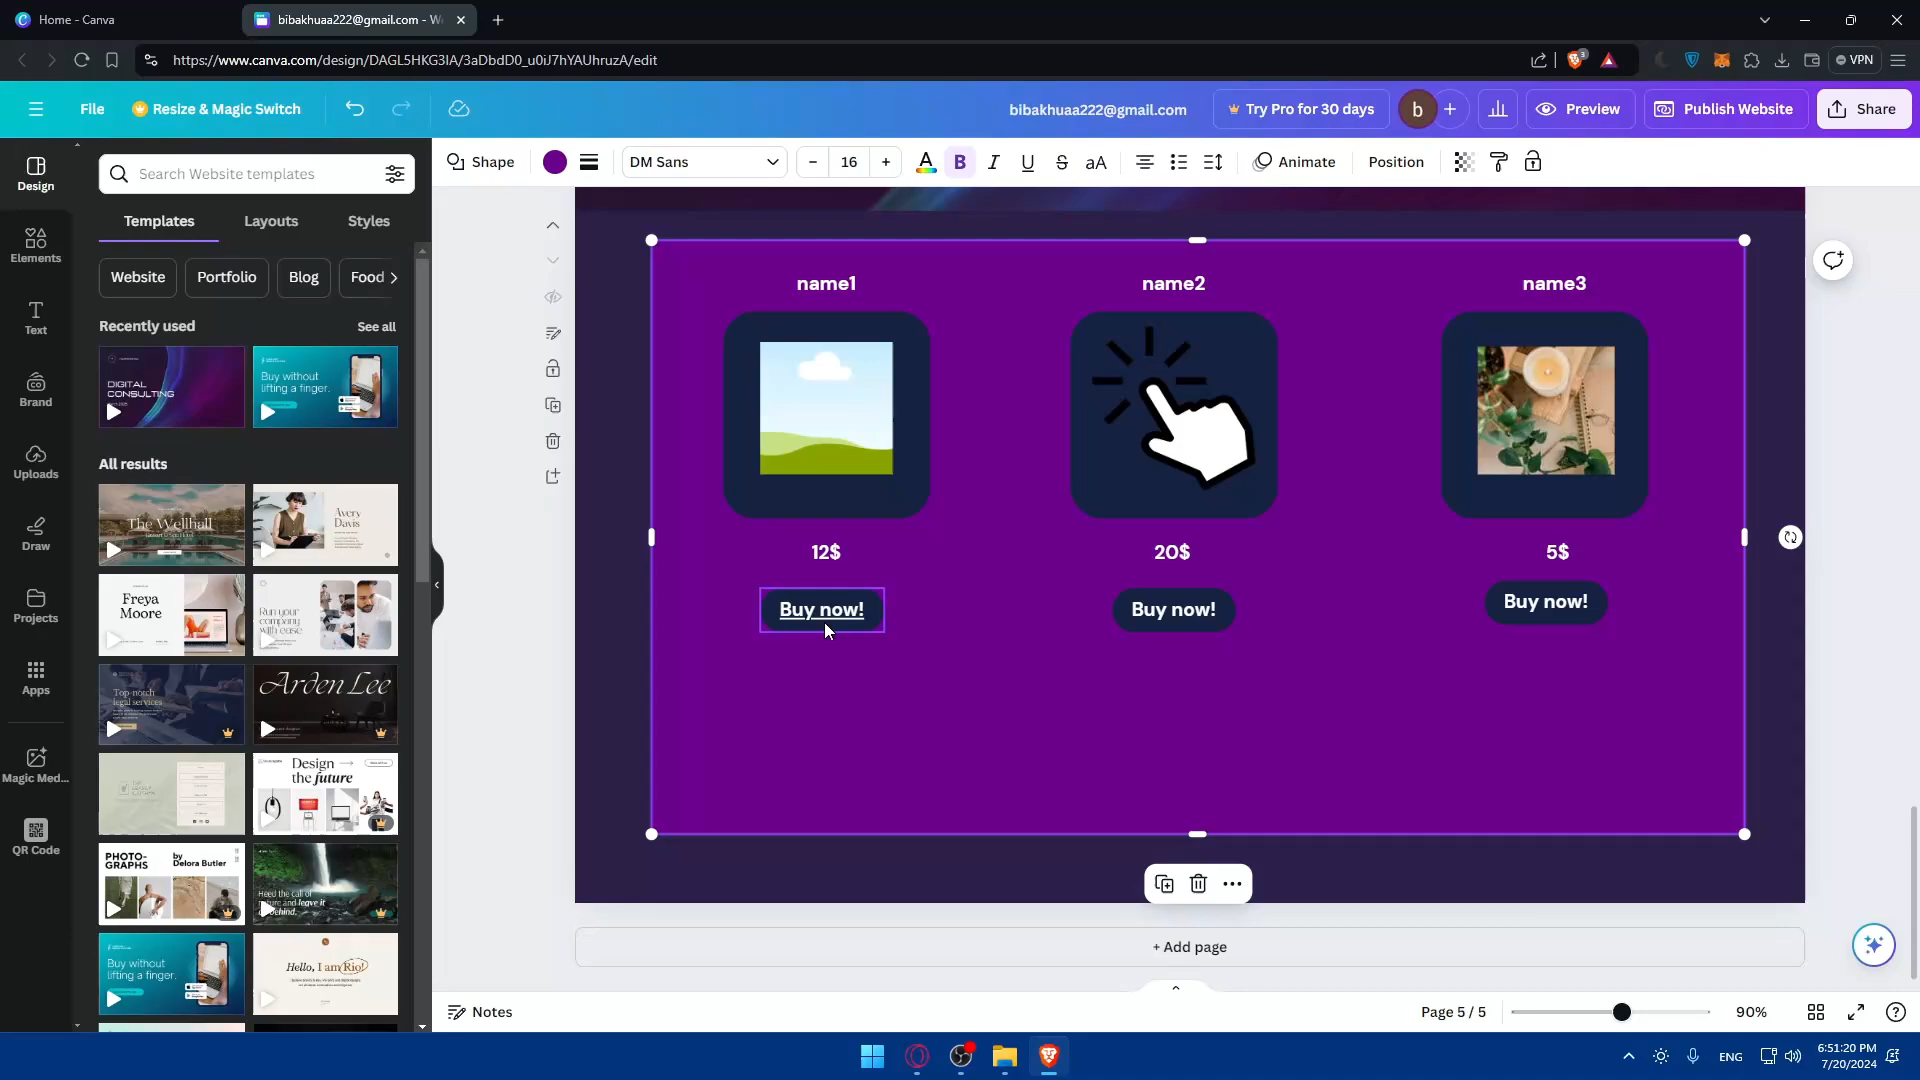 Home - Canva
bibakhuaa222@gmail.com - W
https://www.canva.com/design/DAGL5HKG3IA/3aDbdD0_u0iJ7hYAUhruzA/edit
VPN
File
Resize & Magic Switch
bibakhuaa222@gmail.com
Try Pro for 30 days
b
Preview
Publish Website
Share
Design
Elements
Text
Brand
Uploads
Draw
Projects
Apps
Magic Med...
QR Code
Search Website templates
Templates
Layouts
Styles
Website
Portfolio
Blog
Food
Recently used
See all
DIGITAL
CONSULTING
Buy without
lifting a finger.
All results
The Wellhall
Avery
Davis
Freya
Moore
Run your
company
with ease
Top-notch
legal services
Arden Lee
Design
the future
PHOTO-
GRAPHS
by
Delora Butler
Heed the call of
nature and leave it
all behind.
Buy without
lifting a finger.
Hello, I am Rio!
Shape
DM Sans
16
A
B
I
U
S
aA
Animate
Position
name1
name2
name3
12$
20$
5$
Buy now!
Buy now!
Buy now!
+ Add page
Notes
Page 5 / 5
90%
ENG
6:51:20 PM
7/20/2024